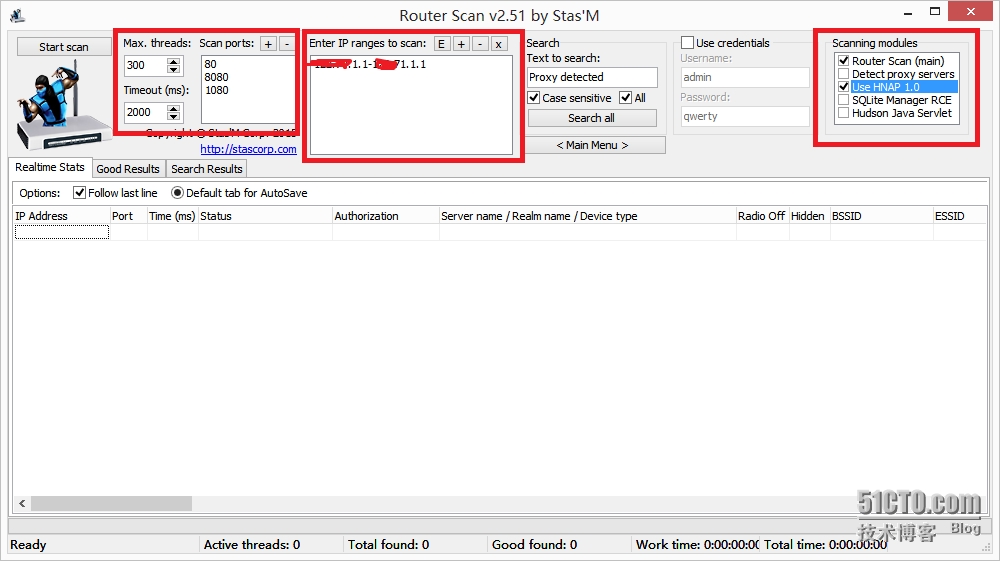 Router Scan v2.51 by Stas'M
Start scan
Max. threads:
300
Timeout (ms):
2000
Scan ports:
+ -
80
8080
1080
Copyright © Stas'M Corp. 2015
http://stascorp.com
Enter IP ranges to scan:
E + - x
71.1.1
Search
Text to search:
Proxy detected
Case sensitive
All
Search all
< Main Menu >
Use credentials
Username:
admin
Password:
qwerty
Scanning modules
Router Scan (main)
Detect proxy servers
Use HNAP 1.0
SQLite Manager RCE
Hudson Java Servlet
Realtime Stats
Good Results
Search Results
Options:
Follow last line
Default tab for AutoSave
IP Address
Port
Time (ms)
Status
Authorization
Server name / Realm name / Device type
Radio Off
Hidden
BSSID
ESSID
51CTO.com
技术博客 Blog
Ready
Active threads: 0
Total found: 0
Good found: 0
Work time: 0:00:00:00
Total time: 0:00:00:00